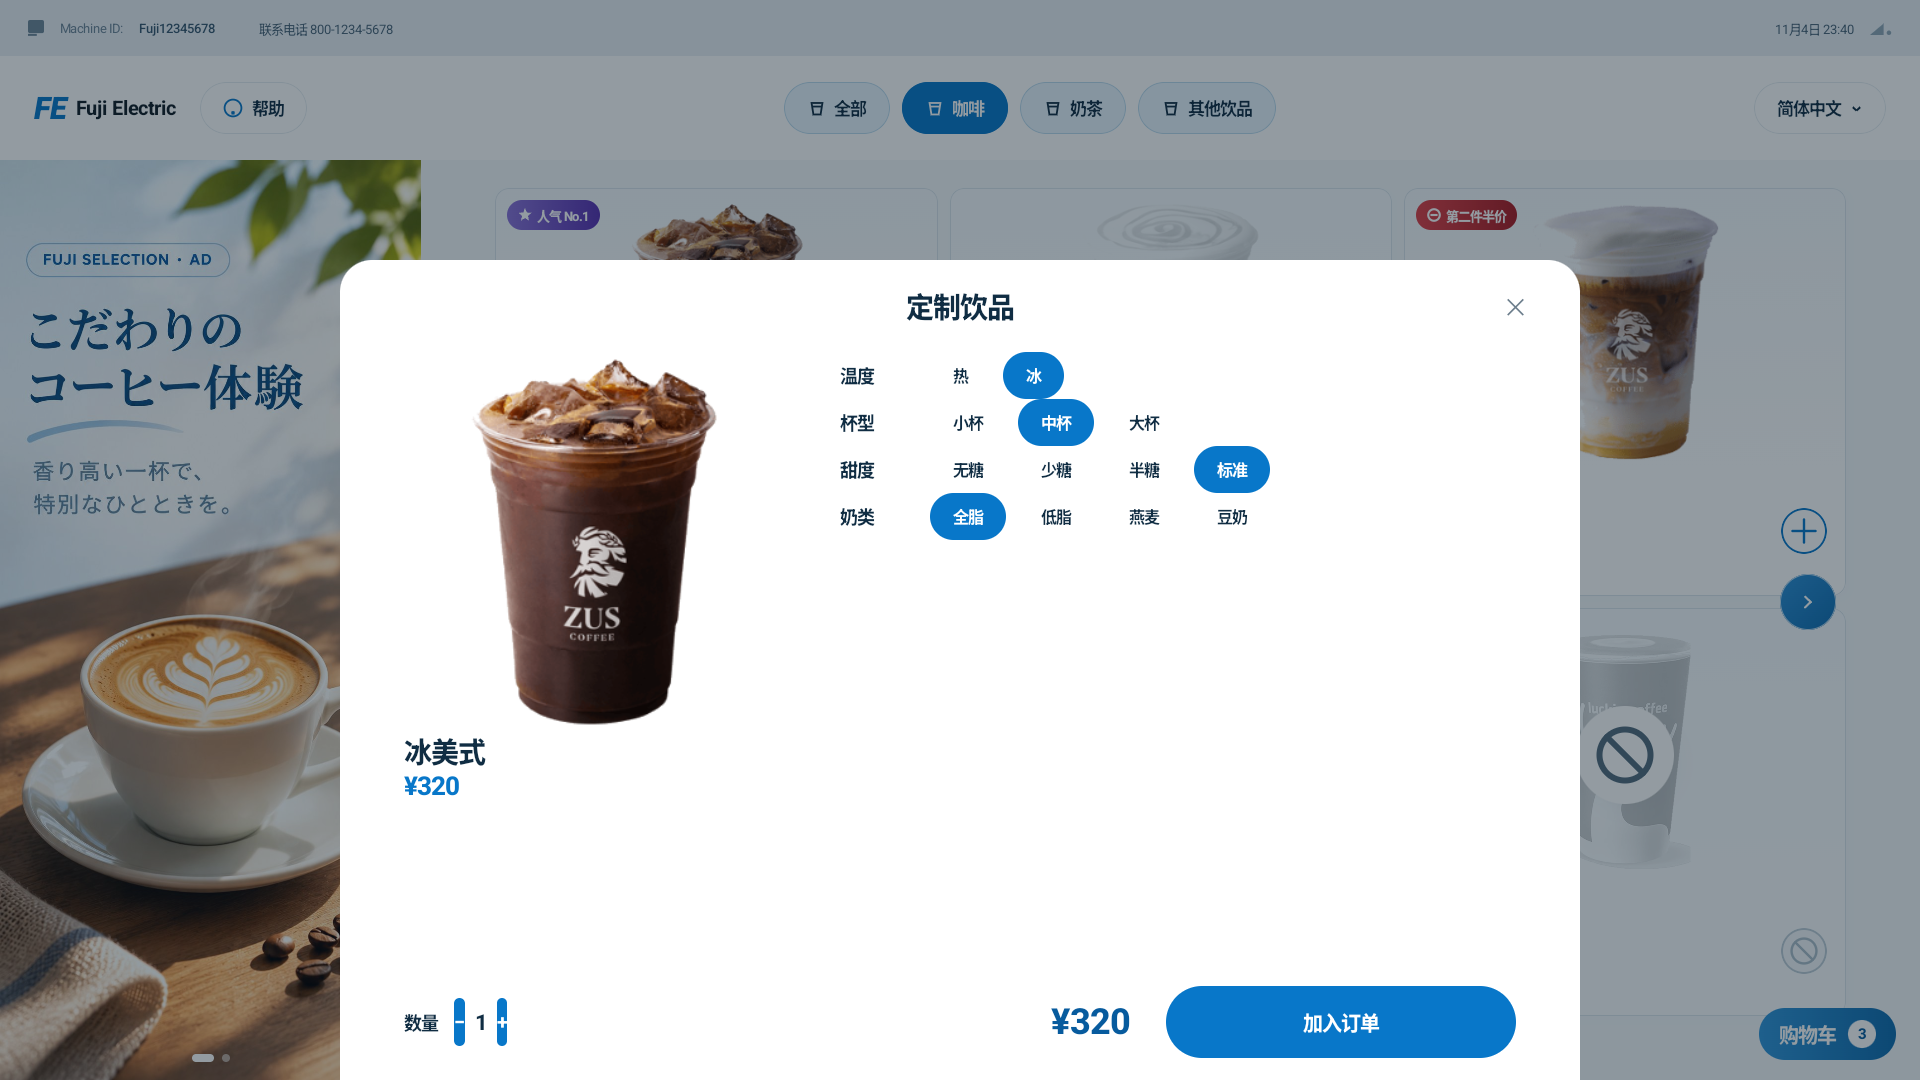 Machine ID: Fuji12345678 联系电话 800-1234-5678 11月4日 23:40
FE Fuji Electric 帮助 全部 咖啡 奶茶 其他饮品 简体中文
人气 No.1
第二件半价
FUJI SELECTION • AD
こだわりの
コーヒー体験
香り高い一杯で、
特別なひとときを。
ZUS
COFFEE
定制饮品
温度 热 冰
杯型 小杯 中杯 大杯
甜度 无糖 少糖 半糖 标准
奶类 全脂 低脂 燕麦 豆奶
ZUS
COFFEE
冰美式
¥320
数量 − 1 + ¥320 加入订单
购物车 3